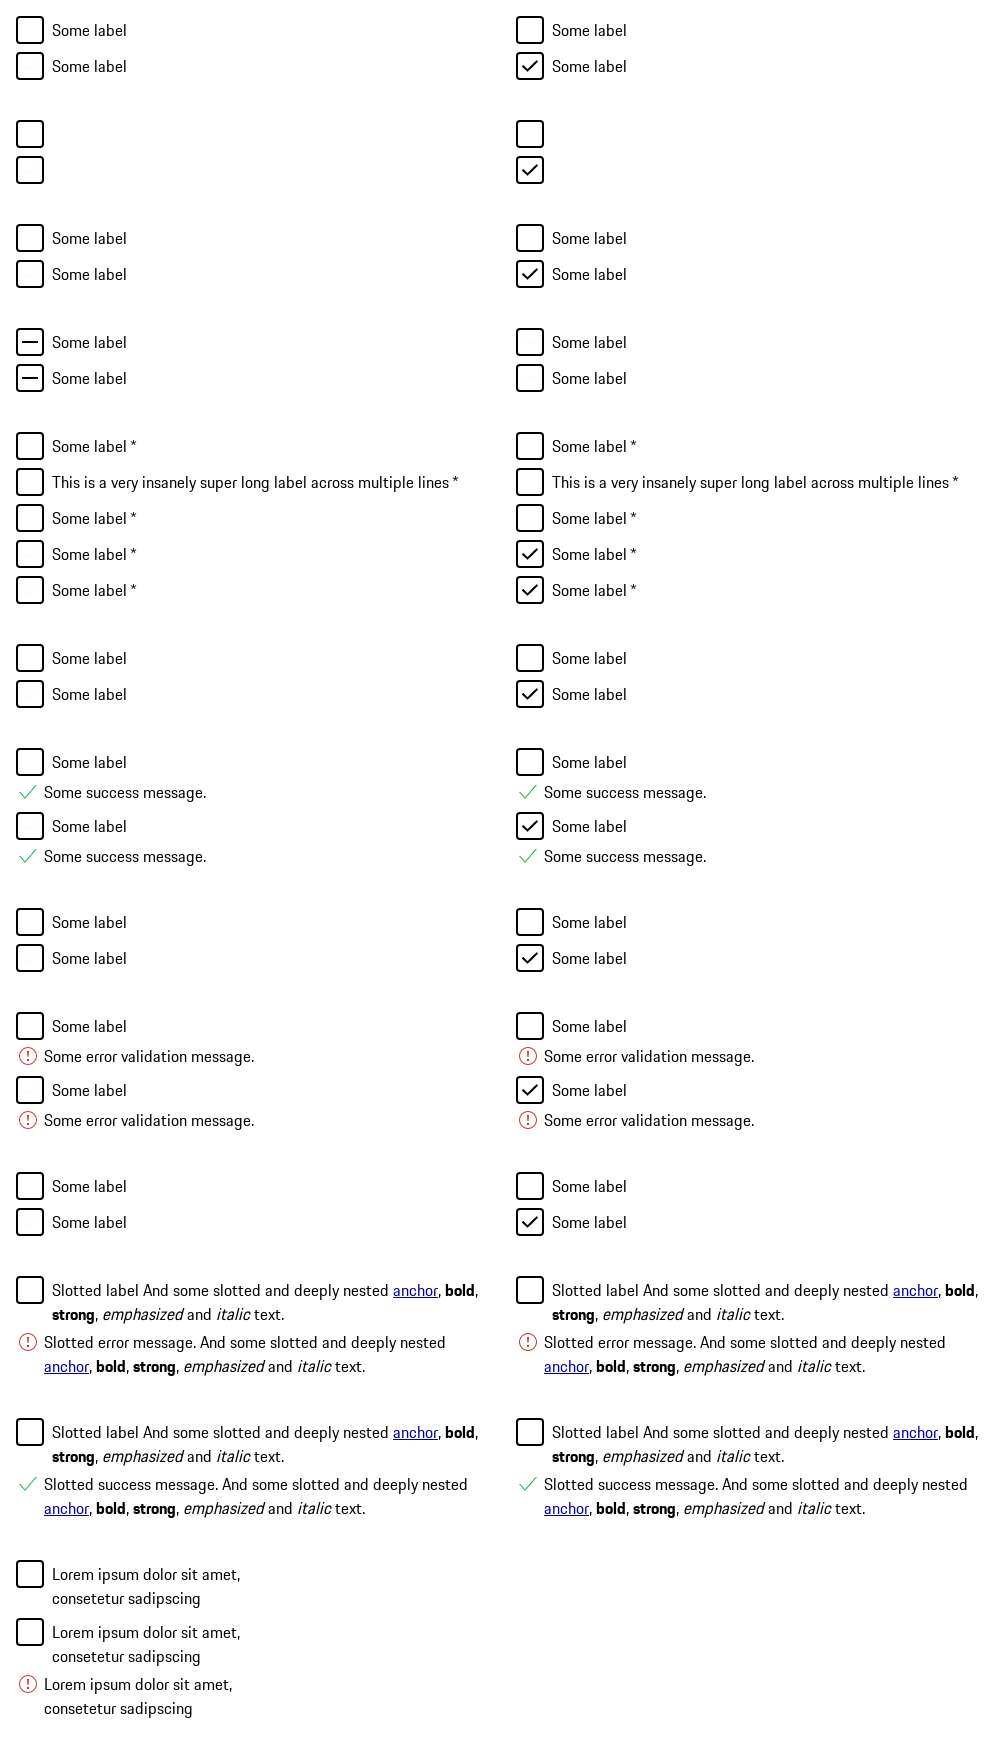 Some label
Some label
Some label
Some label
Some label
Some label
Some label
Some label
Some label
Some label
Some label
Some label
Some label *
Some label *
This is a very insanely super long label across multiple lines *
This is a very insanely super long label across multiple lines *
Some label *
Some label *
Some label *
Some label *
Some label *
Some label *
Some label
Some label
Some label
Some label
Some label
Some label
Some success message.
Some success message.
Some label
Some label
Some success message.
Some success message.
Some label
Some label
Some label
Some label
Some label
Some label
Some error validation message.
Some error validation message.
Some label
Some label
Some error validation message.
Some error validation message.
Some label
Some label
Some label
Some label
Slotted label And some slotted and deeply nested anchor, bold,
strong, emphasized and italic text.
Slotted error message. And some slotted and deeply nested
anchor, bold, strong, emphasized and italic text.
Slotted label And some slotted and deeply nested anchor, bold,
strong, emphasized and italic text.
Slotted error message. And some slotted and deeply nested
anchor, bold, strong, emphasized and italic text.
Slotted label And some slotted and deeply nested anchor, bold,
strong, emphasized and italic text.
Slotted success message. And some slotted and deeply nested
anchor, bold, strong, emphasized and italic text.
Slotted label And some slotted and deeply nested anchor, bold,
strong, emphasized and italic text.
Slotted success message. And some slotted and deeply nested
anchor, bold, strong, emphasized and italic text.
Lorem ipsum dolor sit amet,
consetetur sadipscing
Lorem ipsum dolor sit amet,
consetetur sadipscing
Lorem ipsum dolor sit amet,
consetetur sadipscing